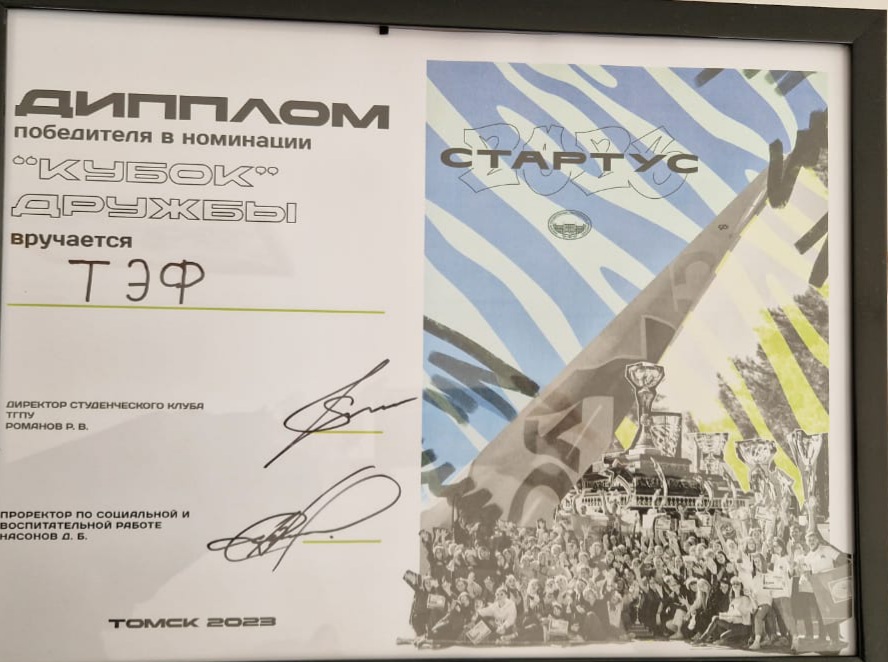 ДИППЛОМ
победителя в номинации
“КУБОК”
ДРУЖБЫ
вручается
ТЭФ
ДИРЕКТОР СТУДЕНЧЕСКОГО КЛУБА
ТГПУ
РОМАНОВ Р. В.
ПРОРЕКТОР ПО СОЦИАЛЬНОЙ И
ВОСПИТАТЕЛЬНОЙ РАБОТЕ
НАСОНОВ Д. Б.
ТОМСК 2023
СТАРТУС